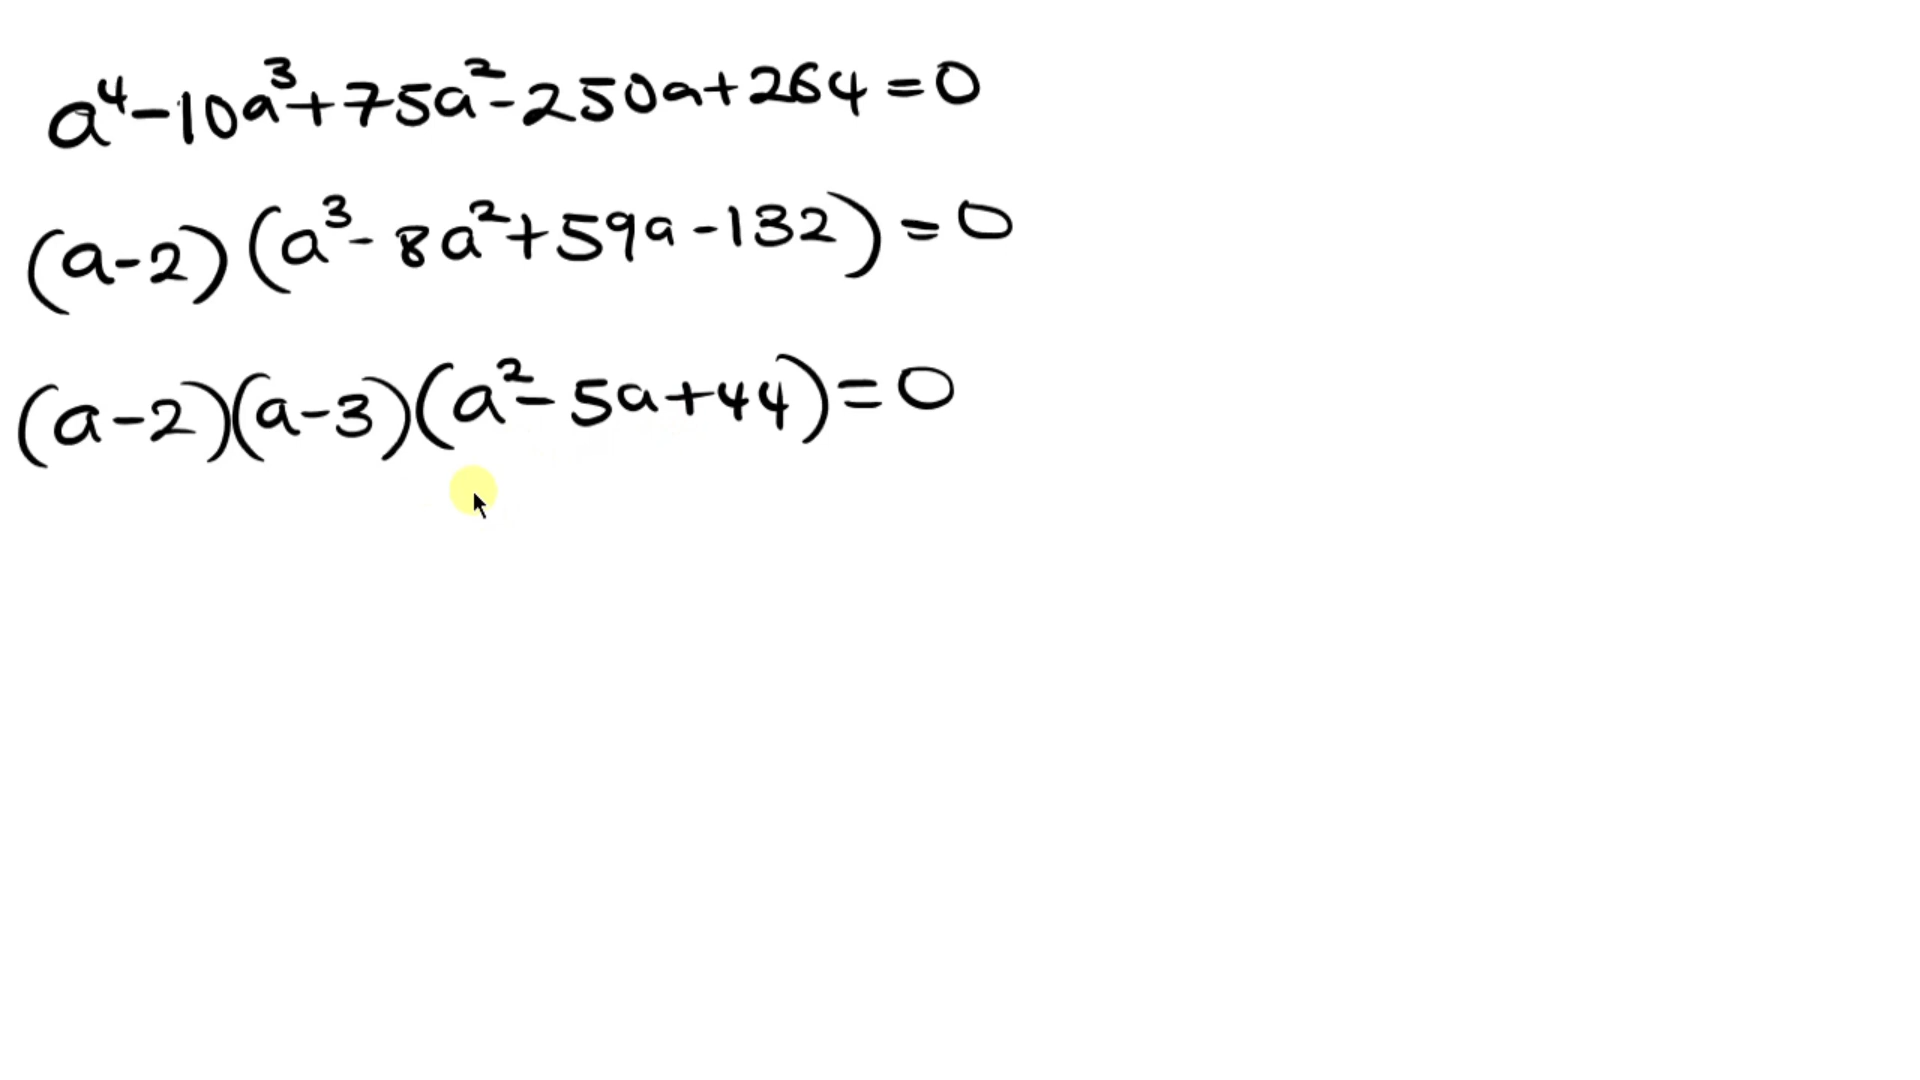 a⁴-10a³+75a²-250a+264=0
(a-2)(a³-8a²+59a-132)=0
(a-2)(a-3)(a²-5a+44)=0